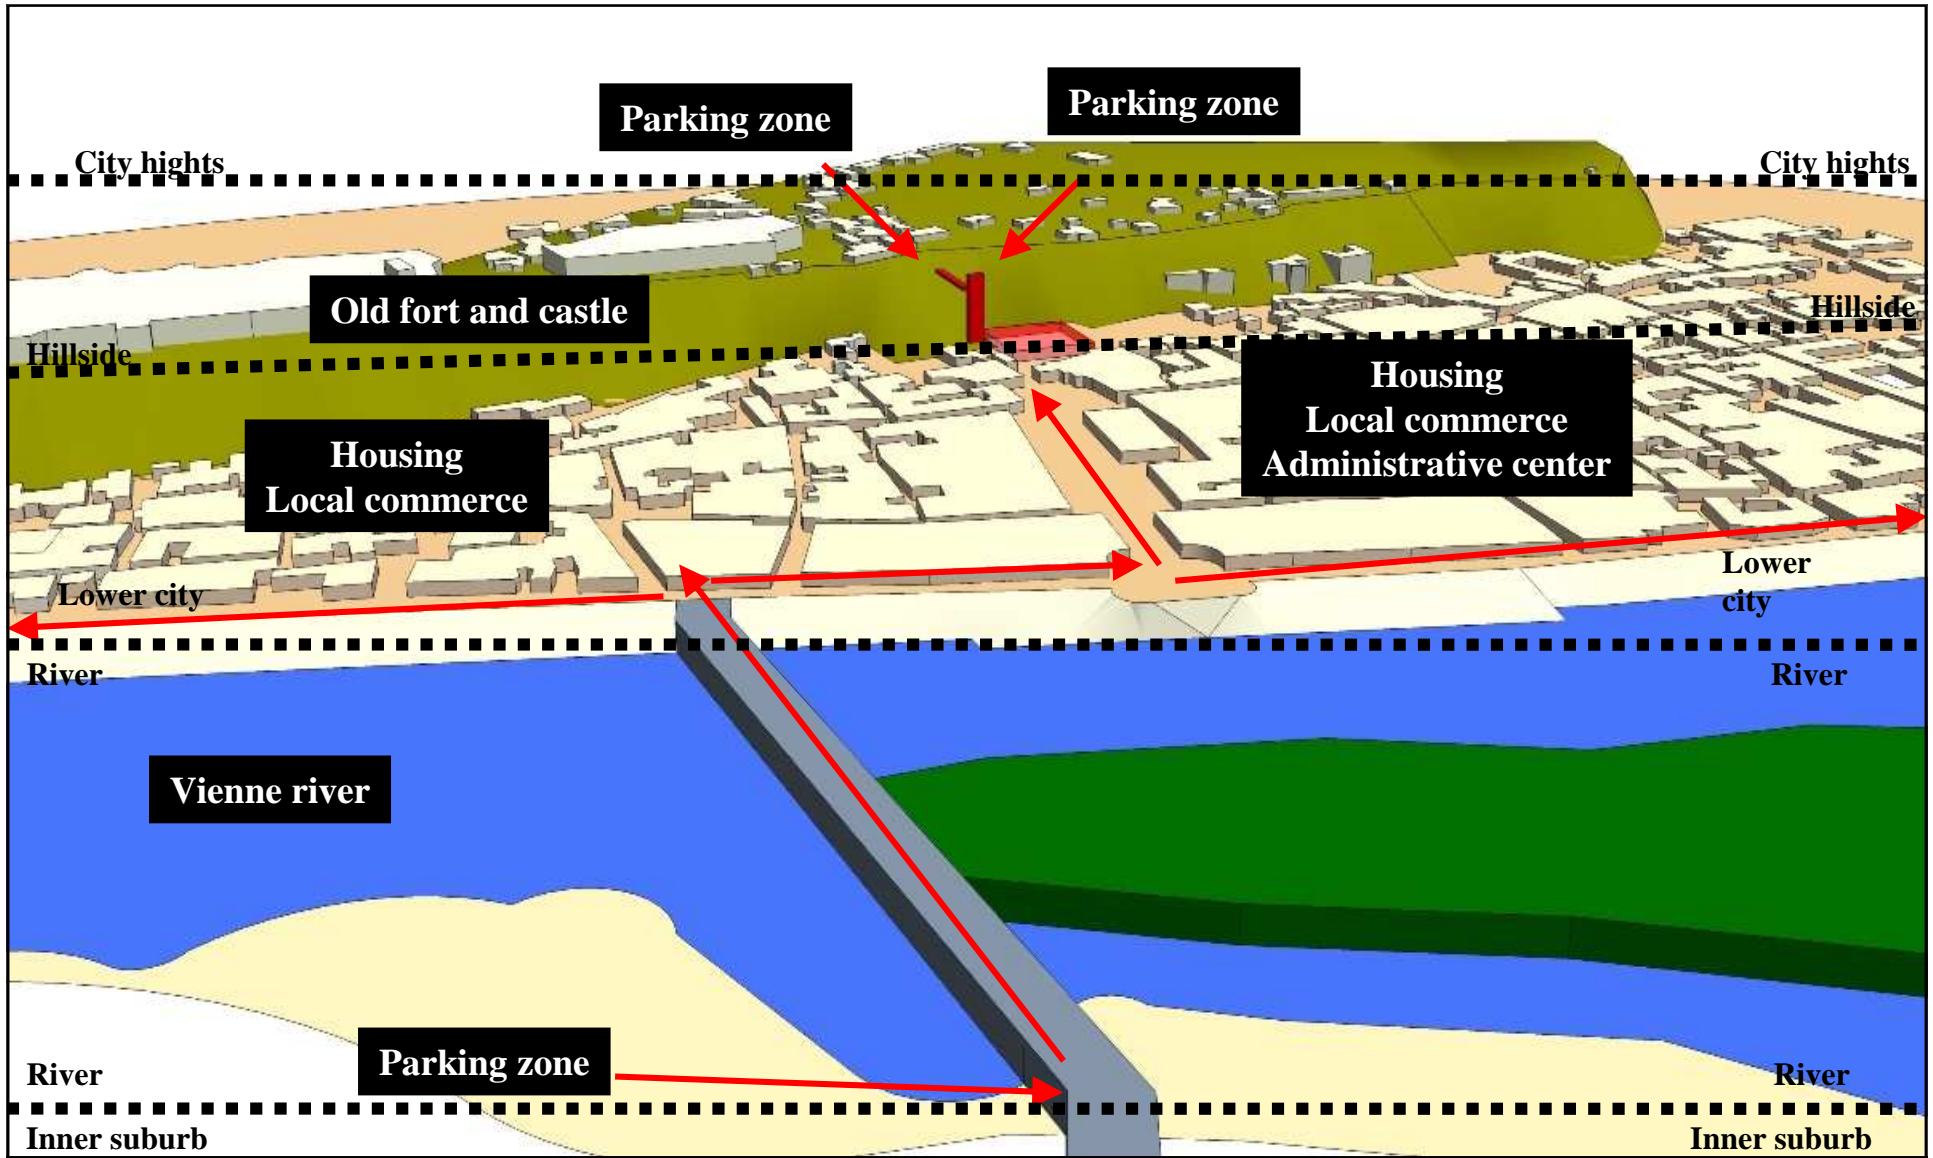 Parking zone
Parking zone
City hights
City hights
Old fort and castle
Hillside
Hillside
Housing
Local commerce
Administrative center
Housing
Local commerce
Lower city
Lower
city
River
River
Vienne river
Parking zone
River
River
Inner suburb
Inner suburb